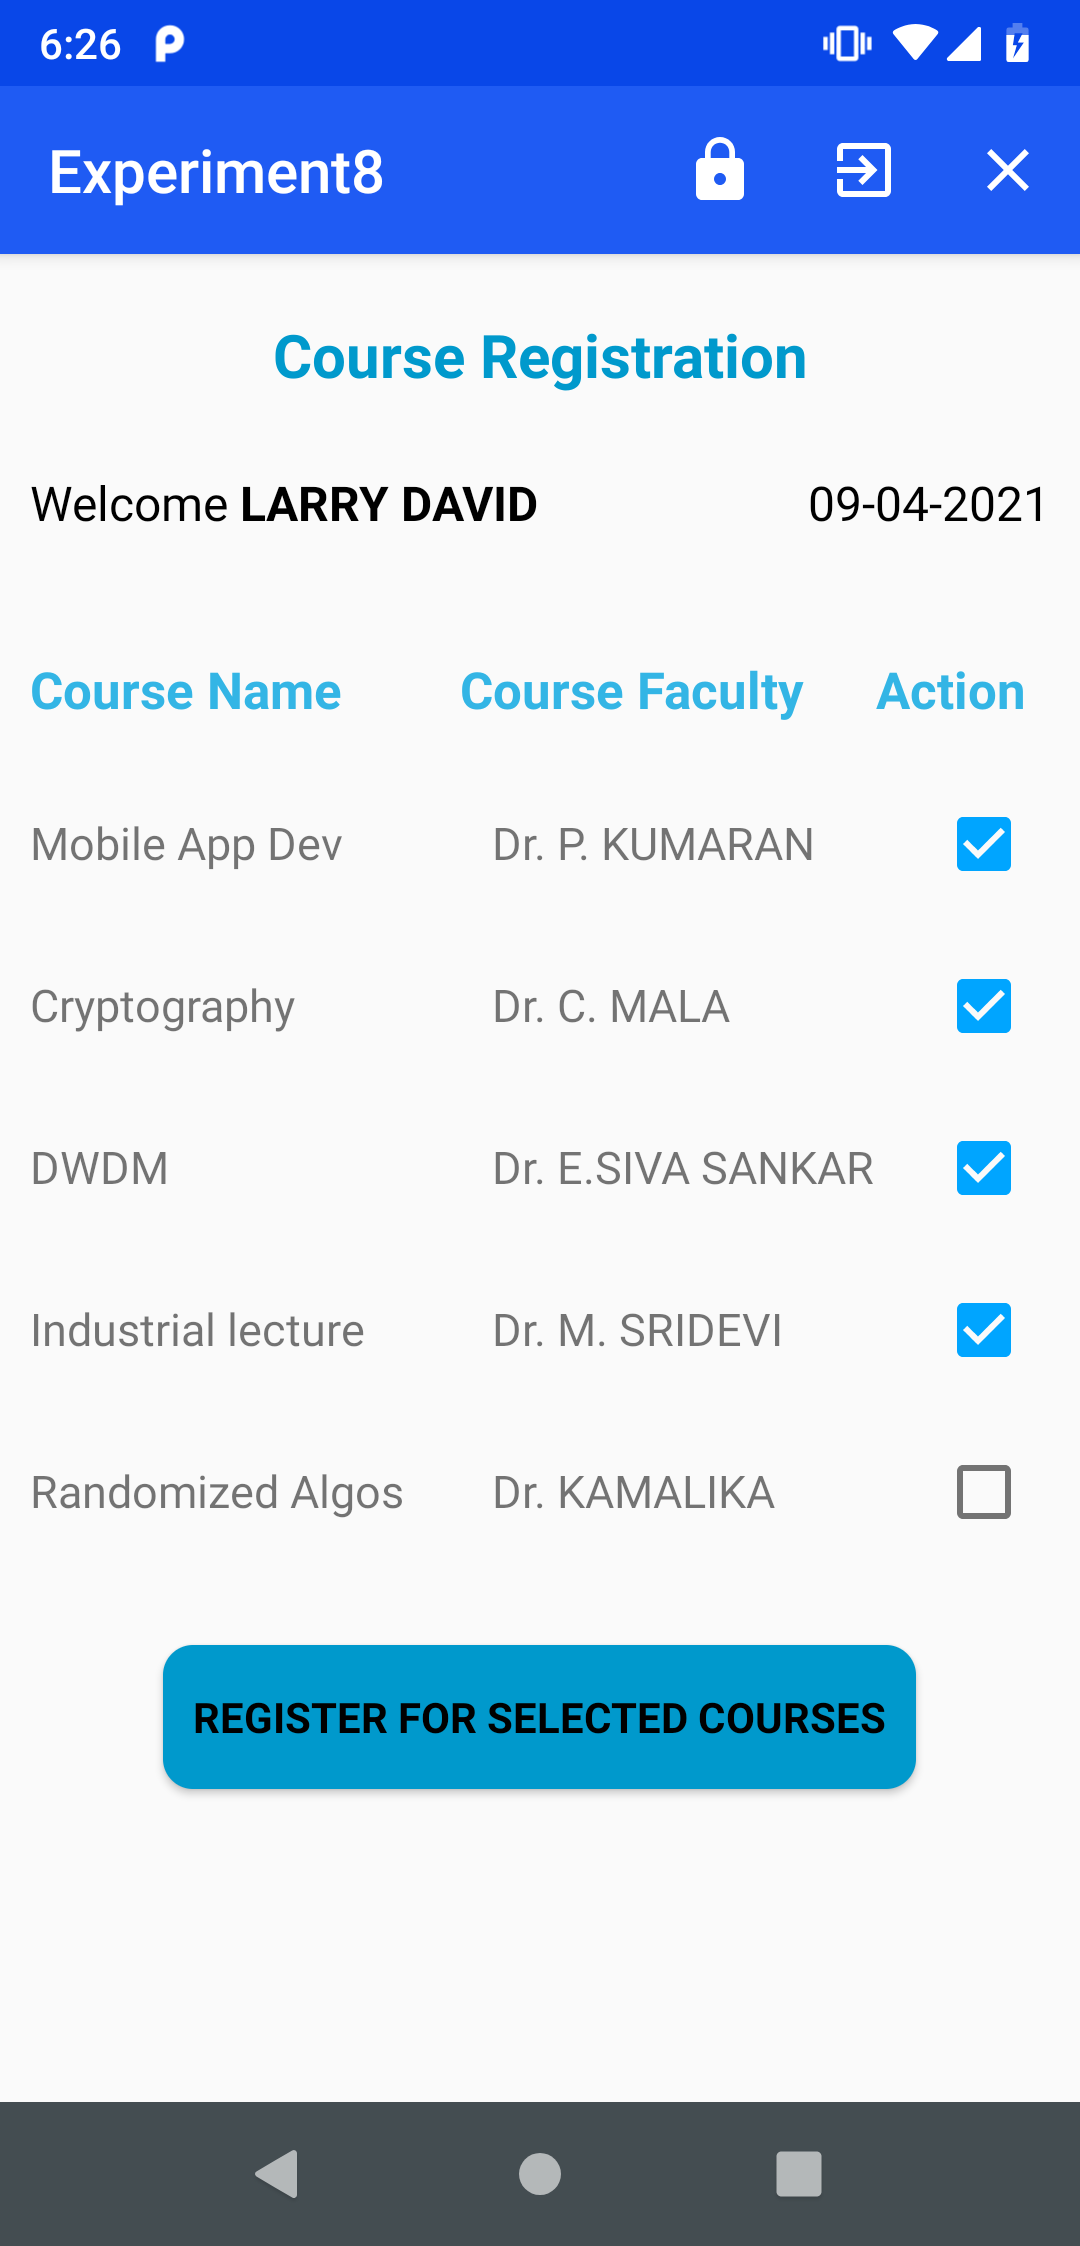 6:26
Experiment8
Course Registration
Welcome LARRY DAVID 09-04-2021
Course Name Course Faculty Action
Mobile App Dev Dr. P. KUMARAN
Cryptography Dr. C. MALA
DWDM Dr. E.SIVA SANKAR
Industrial lecture Dr. M. SRIDEVI
Randomized Algos Dr. KAMALIKA
REGISTER FOR SELECTED COURSES